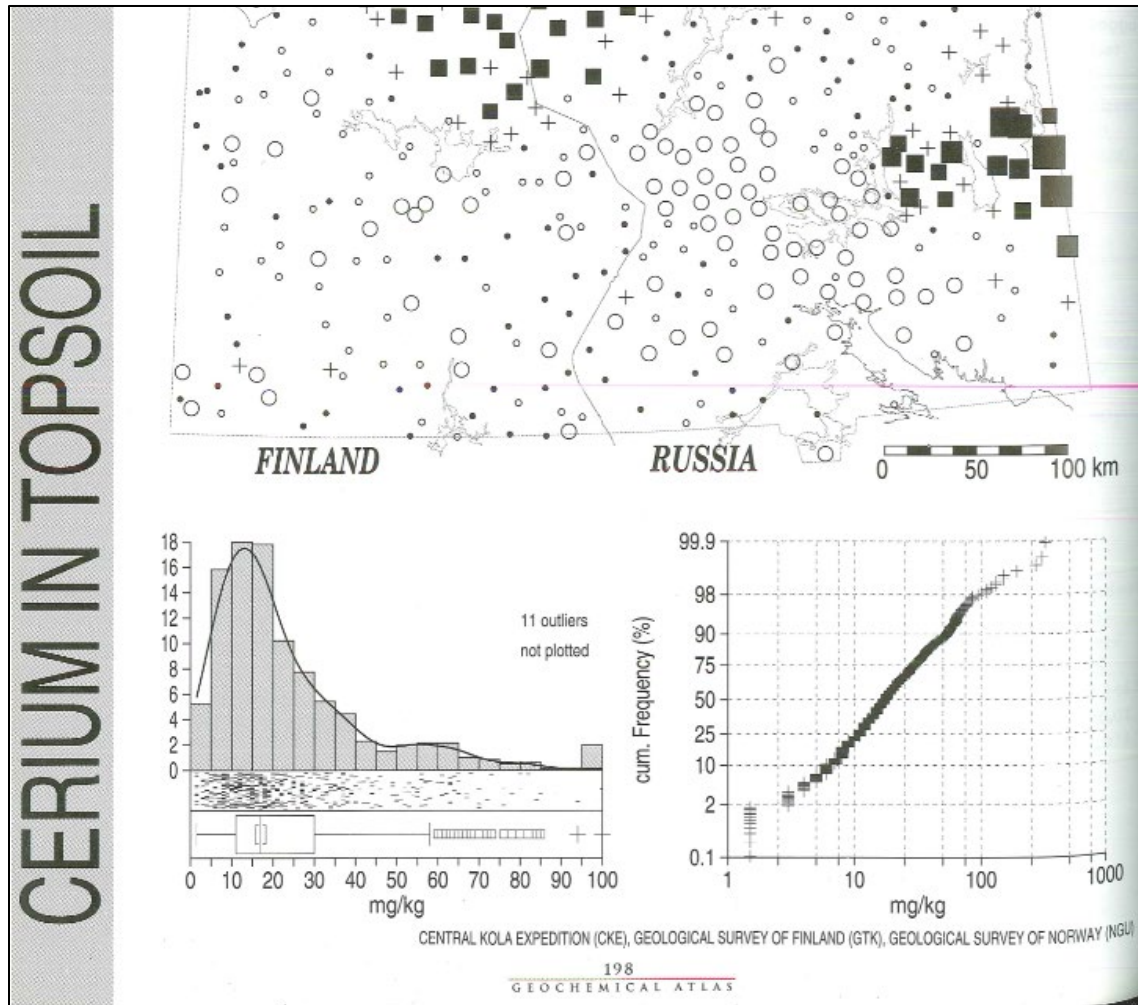 CERIUM IN TOPSOIL
FINLAND
RUSSIA
0 50 100 km
18
16
14
12
10
8
6
4
2
0
11 outliers
not plotted
0 10 20 30 40 50 60 70 80 90 100
mg/kg
cum. Frequency (%)
99.9
98
90
75
50
25
10
2
0.1
1 10 100 1000
mg/kg
CENTRAL KOLA EXPEDITION (CKE), GEOLOGICAL SURVEY OF FINLAND (GTK), GEOLOGICAL SURVEY OF NORWAY (NGU)
198
GEOCHEMICAL ATLAS